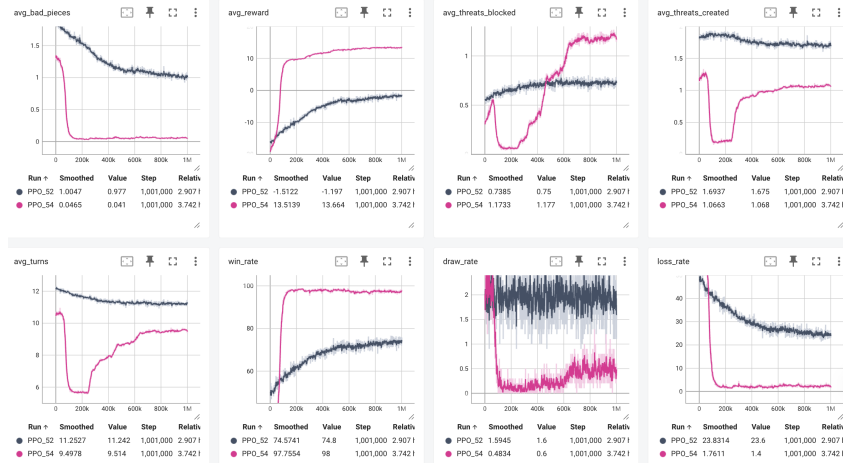 avg_bad_pieces
1.5
1
0.5
0
0 200k 400k 600k 800k 1M
Run ↑ Smoothed Value Step Relativ
PPO_52 1.0047 0.977 1,001,000 2.907 h
PPO_54 0.0465 0.041 1,001,000 3.742 h
avg_reward
10
0
-10
0 200k 400k 600k 800k 1M
Run ↑ Smoothed Value Step Relativ
PPO_52 -1.5122 -1.197 1,001,000 2.907 h
PPO_54 13.5139 13.664 1,001,000 3.742 h
avg_threats_blocked
1
0.5
0 200k 400k 600k 800k 1M
Run ↑ Smoothed Value Step Relativ
PPO_52 0.7385 0.75 1,001,000 2.907 h
PPO_54 1.1733 1.177 1,001,000 3.742 h
avg_threats_created
1.5
1
0.5
0 200k 400k 600k 800k 1M
Run ↑ Smoothed Value Step Relativ
PPO_52 1.6937 1.675 1,001,000 2.907 h
PPO_54 1.0663 1.068 1,001,000 3.742 h
avg_turns
12
10
8
6
0 200k 400k 600k 800k 1M
Run ↑ Smoothed Value Step Relativ
PPO_52 11.2527 11.242 1,001,000 2.907 h
PPO_54 9.4978 9.514 1,001,000 3.742 h
win_rate
100
80
60
0 200k 400k 600k 800k 1M
Run ↑ Smoothed Value Step Relativ
PPO_52 74.5741 74.8 1,001,000 2.907 h
PPO_54 97.7554 98 1,001,000 3.742 h
draw_rate
2
1.5
1
0.5
0
0 200k 400k 600k 800k 1M
Run ↑ Smoothed Value Step Relativ
PPO_52 1.5945 1.6 1,001,000 2.907 h
PPO_54 0.4834 0.6 1,001,000 3.742 h
loss_rate
40
30
20
10
0
0 200k 400k 600k 800k 1M
Run ↑ Smoothed Value Step Relativ
PPO_52 23.8314 23.6 1,001,000 2.907 h
PPO_54 1.7611 1.4 1,001,000 3.742 h